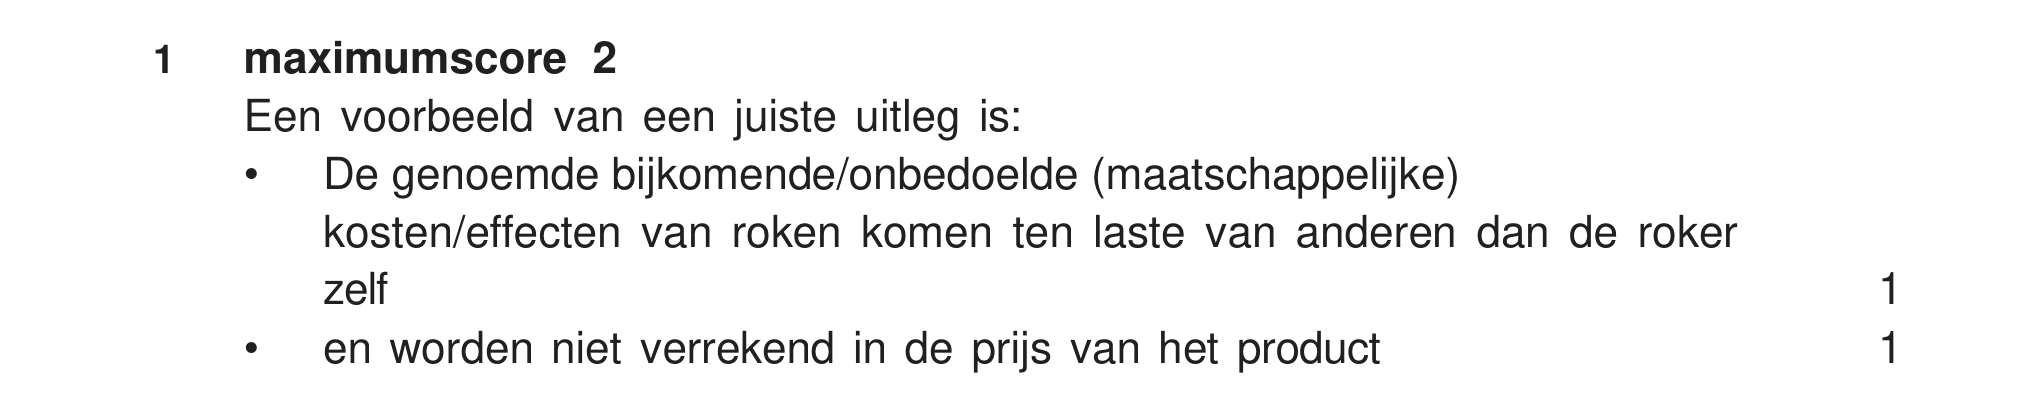 1 maximumscore 2
Een voorbeeld van een juiste uitleg is:
• De genoemde bijkomende/onbedoelde (maatschappelijke)
kosten/effecten van roken komen ten laste van anderen dan de roker
zelf 1
• en worden niet verrekend in de prijs van het product 1